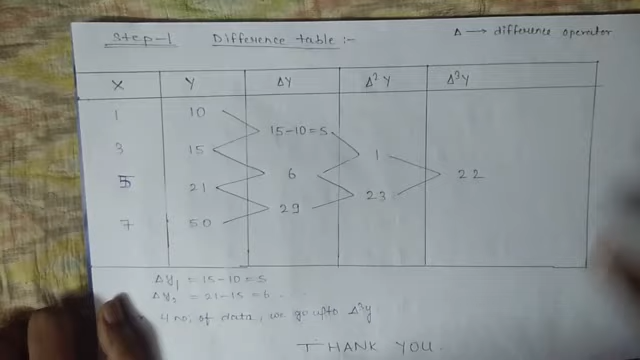 Step-1 Difference table :- Δ → difference operator
X Y ΔY Δ²Y Δ³Y
1 10
15-10=5
3 15 1
6 22
5 21 23
29
7 50
ΔY₁ = 15-10 = 5
ΔY₂ = 21-15 = 6
4 no. of data, we go upto Δ³y
THANK YOU.